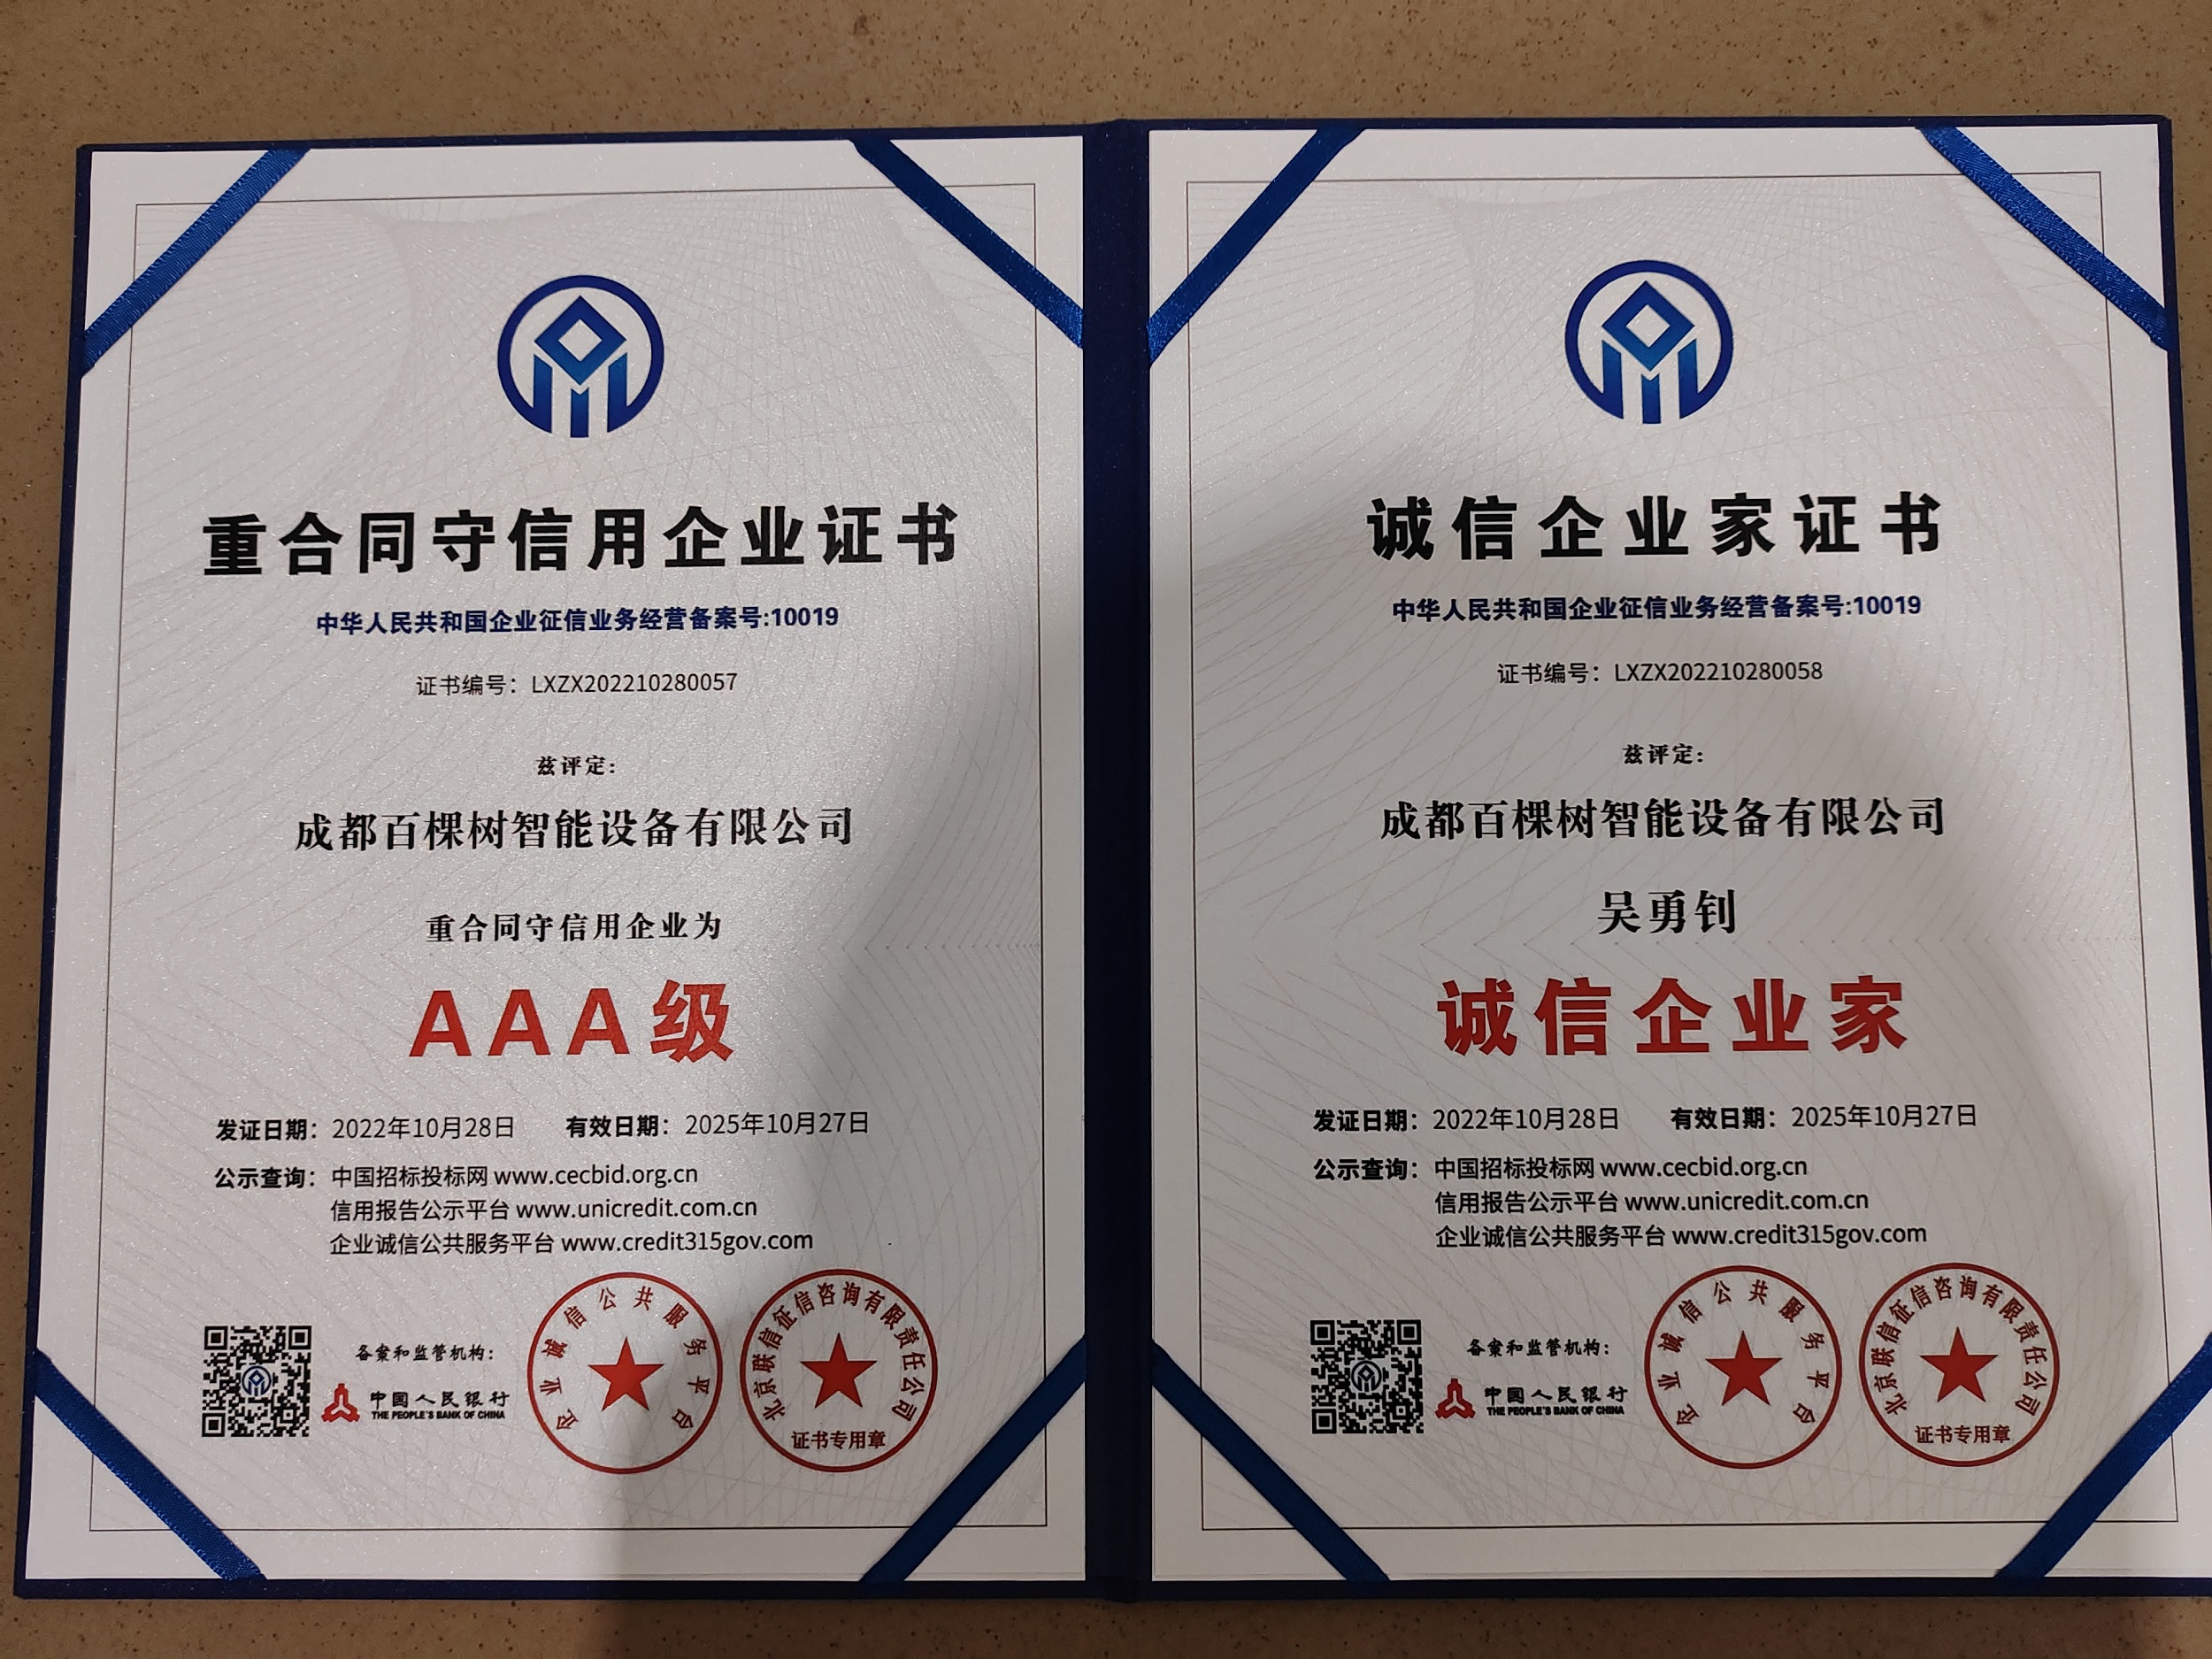 重合同守信用企业证书
中华人民共和国企业征信业务经营备案号:10019
证书编号：LXZX202210280057
兹评定：
成都百棵树智能设备有限公司
重合同守信用企业为
AAA级
发证日期：2022年10月28日 有效日期：2025年10月27日
公示查询：中国招标投标网 www.cecbid.org.cn
信用报告公示平台 www.unicredit.com.cn
企业诚信公共服务平台 www.credit315gov.com
备案和监管机构：
中国人民银行
THE PEOPLE'S BANK OF CHINA
企业诚信公共服务平台
北京联信征信咨询有限责任公司
证书专用章
诚信企业家证书
中华人民共和国企业征信业务经营备案号:10019
证书编号：LXZX202210280058
兹评定：
成都百棵树智能设备有限公司
吴勇钊
诚信企业家
发证日期：2022年10月28日 有效日期：2025年10月27日
公示查询：中国招标投标网 www.cecbid.org.cn
信用报告公示平台 www.unicredit.com.cn
企业诚信公共服务平台 www.credit315gov.com
备案和监管机构：
中国人民银行
THE PEOPLE'S BANK OF CHINA
企业诚信公共服务平台
北京联信征信咨询有限责任公司
证书专用章